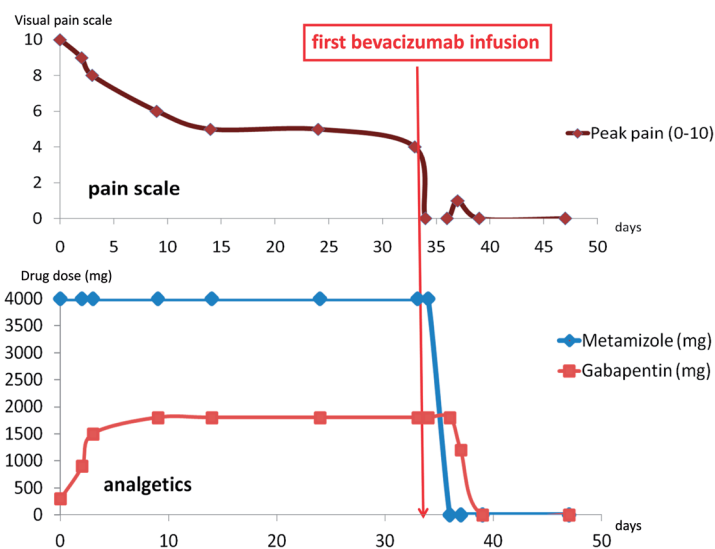 Visual pain scale
10
8
6
4
2
0
first bevacizumab infusion
Peak pain (0-10)
pain scale
0 5 10 15 20 25 30 35 40 45 50
days
Drug dose (mg)
4000
3500
3000
2500
2000
1500
1000
500
0
Metamizole (mg)
Gabapentin (mg)
analgetics
0 10 20 30 40 50
days